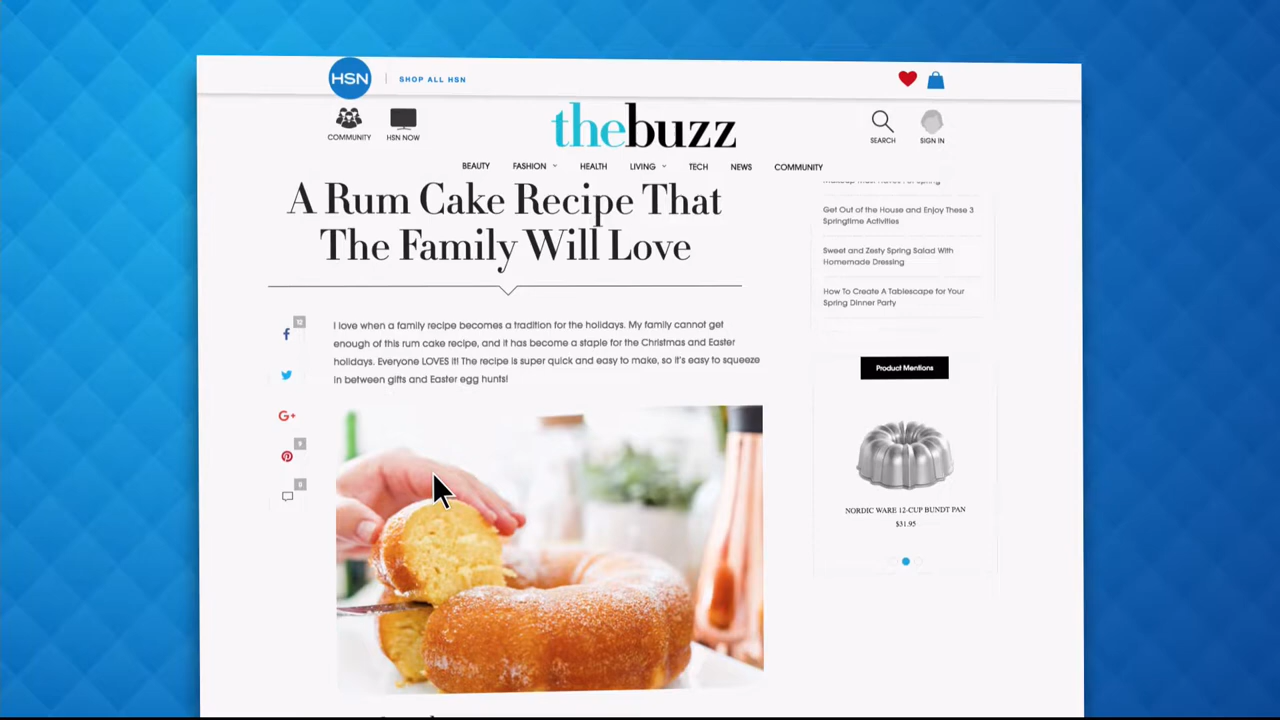 HSN
SHOP ALL HSN
COMMUNITY
HSN NOW
thebuzz
SEARCH
SIGN IN
BEAUTY FASHION HEALTH LIVING TECH NEWS COMMUNITY
A Rum Cake Recipe That
The Family Will Love
I love when a family recipe becomes a tradition for the holidays. My family cannot get
enough of this rum cake recipe, and it has become a staple for the Christmas and Easter
holidays. Everyone LOVES it! The recipe is super quick and easy to make, so it's easy to squeeze
in between gifts and Easter egg hunts!
12
G+
9
0
Get Out of the House and Enjoy These 3
Springtime Activities
Sweet and Zesty Spring Salad With
Homemade Dressing
How To Create A Tablescape for Your
Spring Dinner Party
Product Mentions
NORDIC WARE 12-CUP BUNDT PAN
$31.95